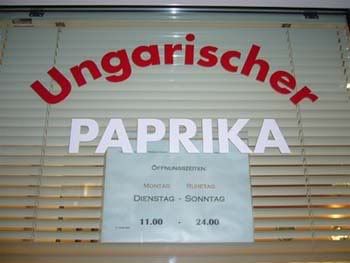 Ungarischer
PAPRIKA
ÖFFNUNGSZEITEN:
MONTAG RUHETAG
DIENSTAG - SONNTAG
11.00 - 24.00